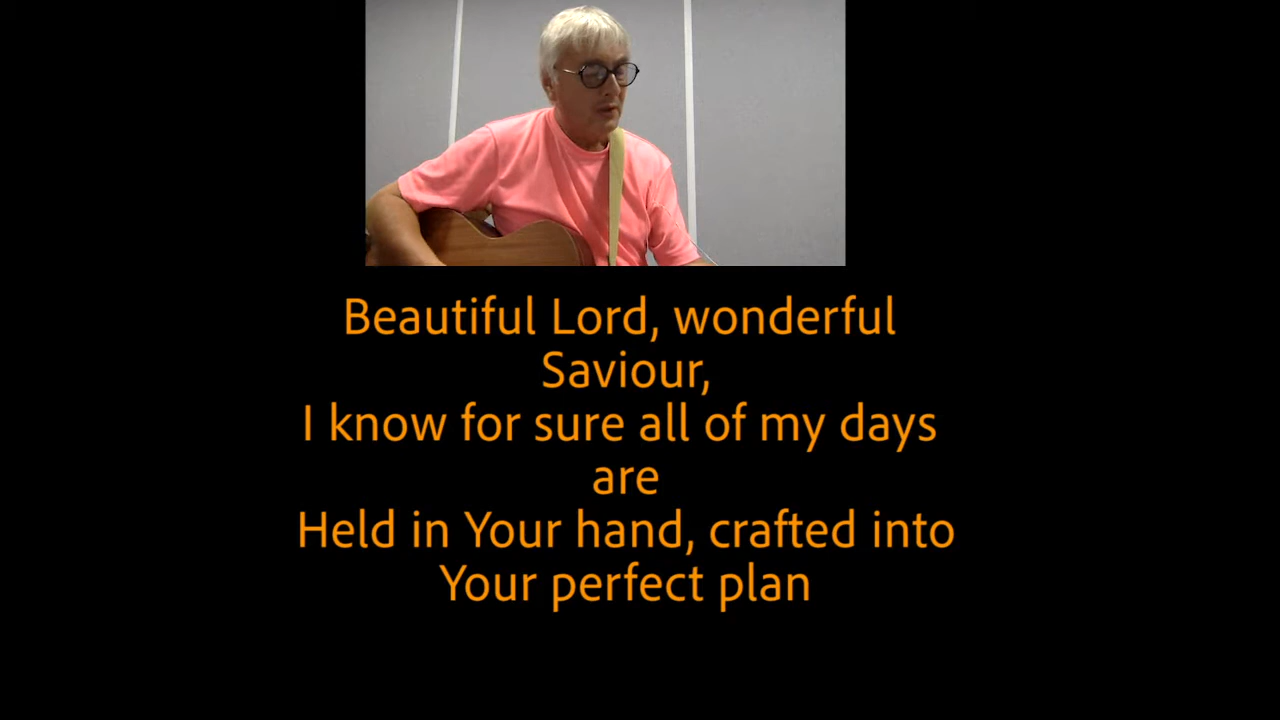 Beautiful Lord, wonderful
Saviour,
I know for sure all of my days
are
Held in Your hand, crafted into
Your perfect plan